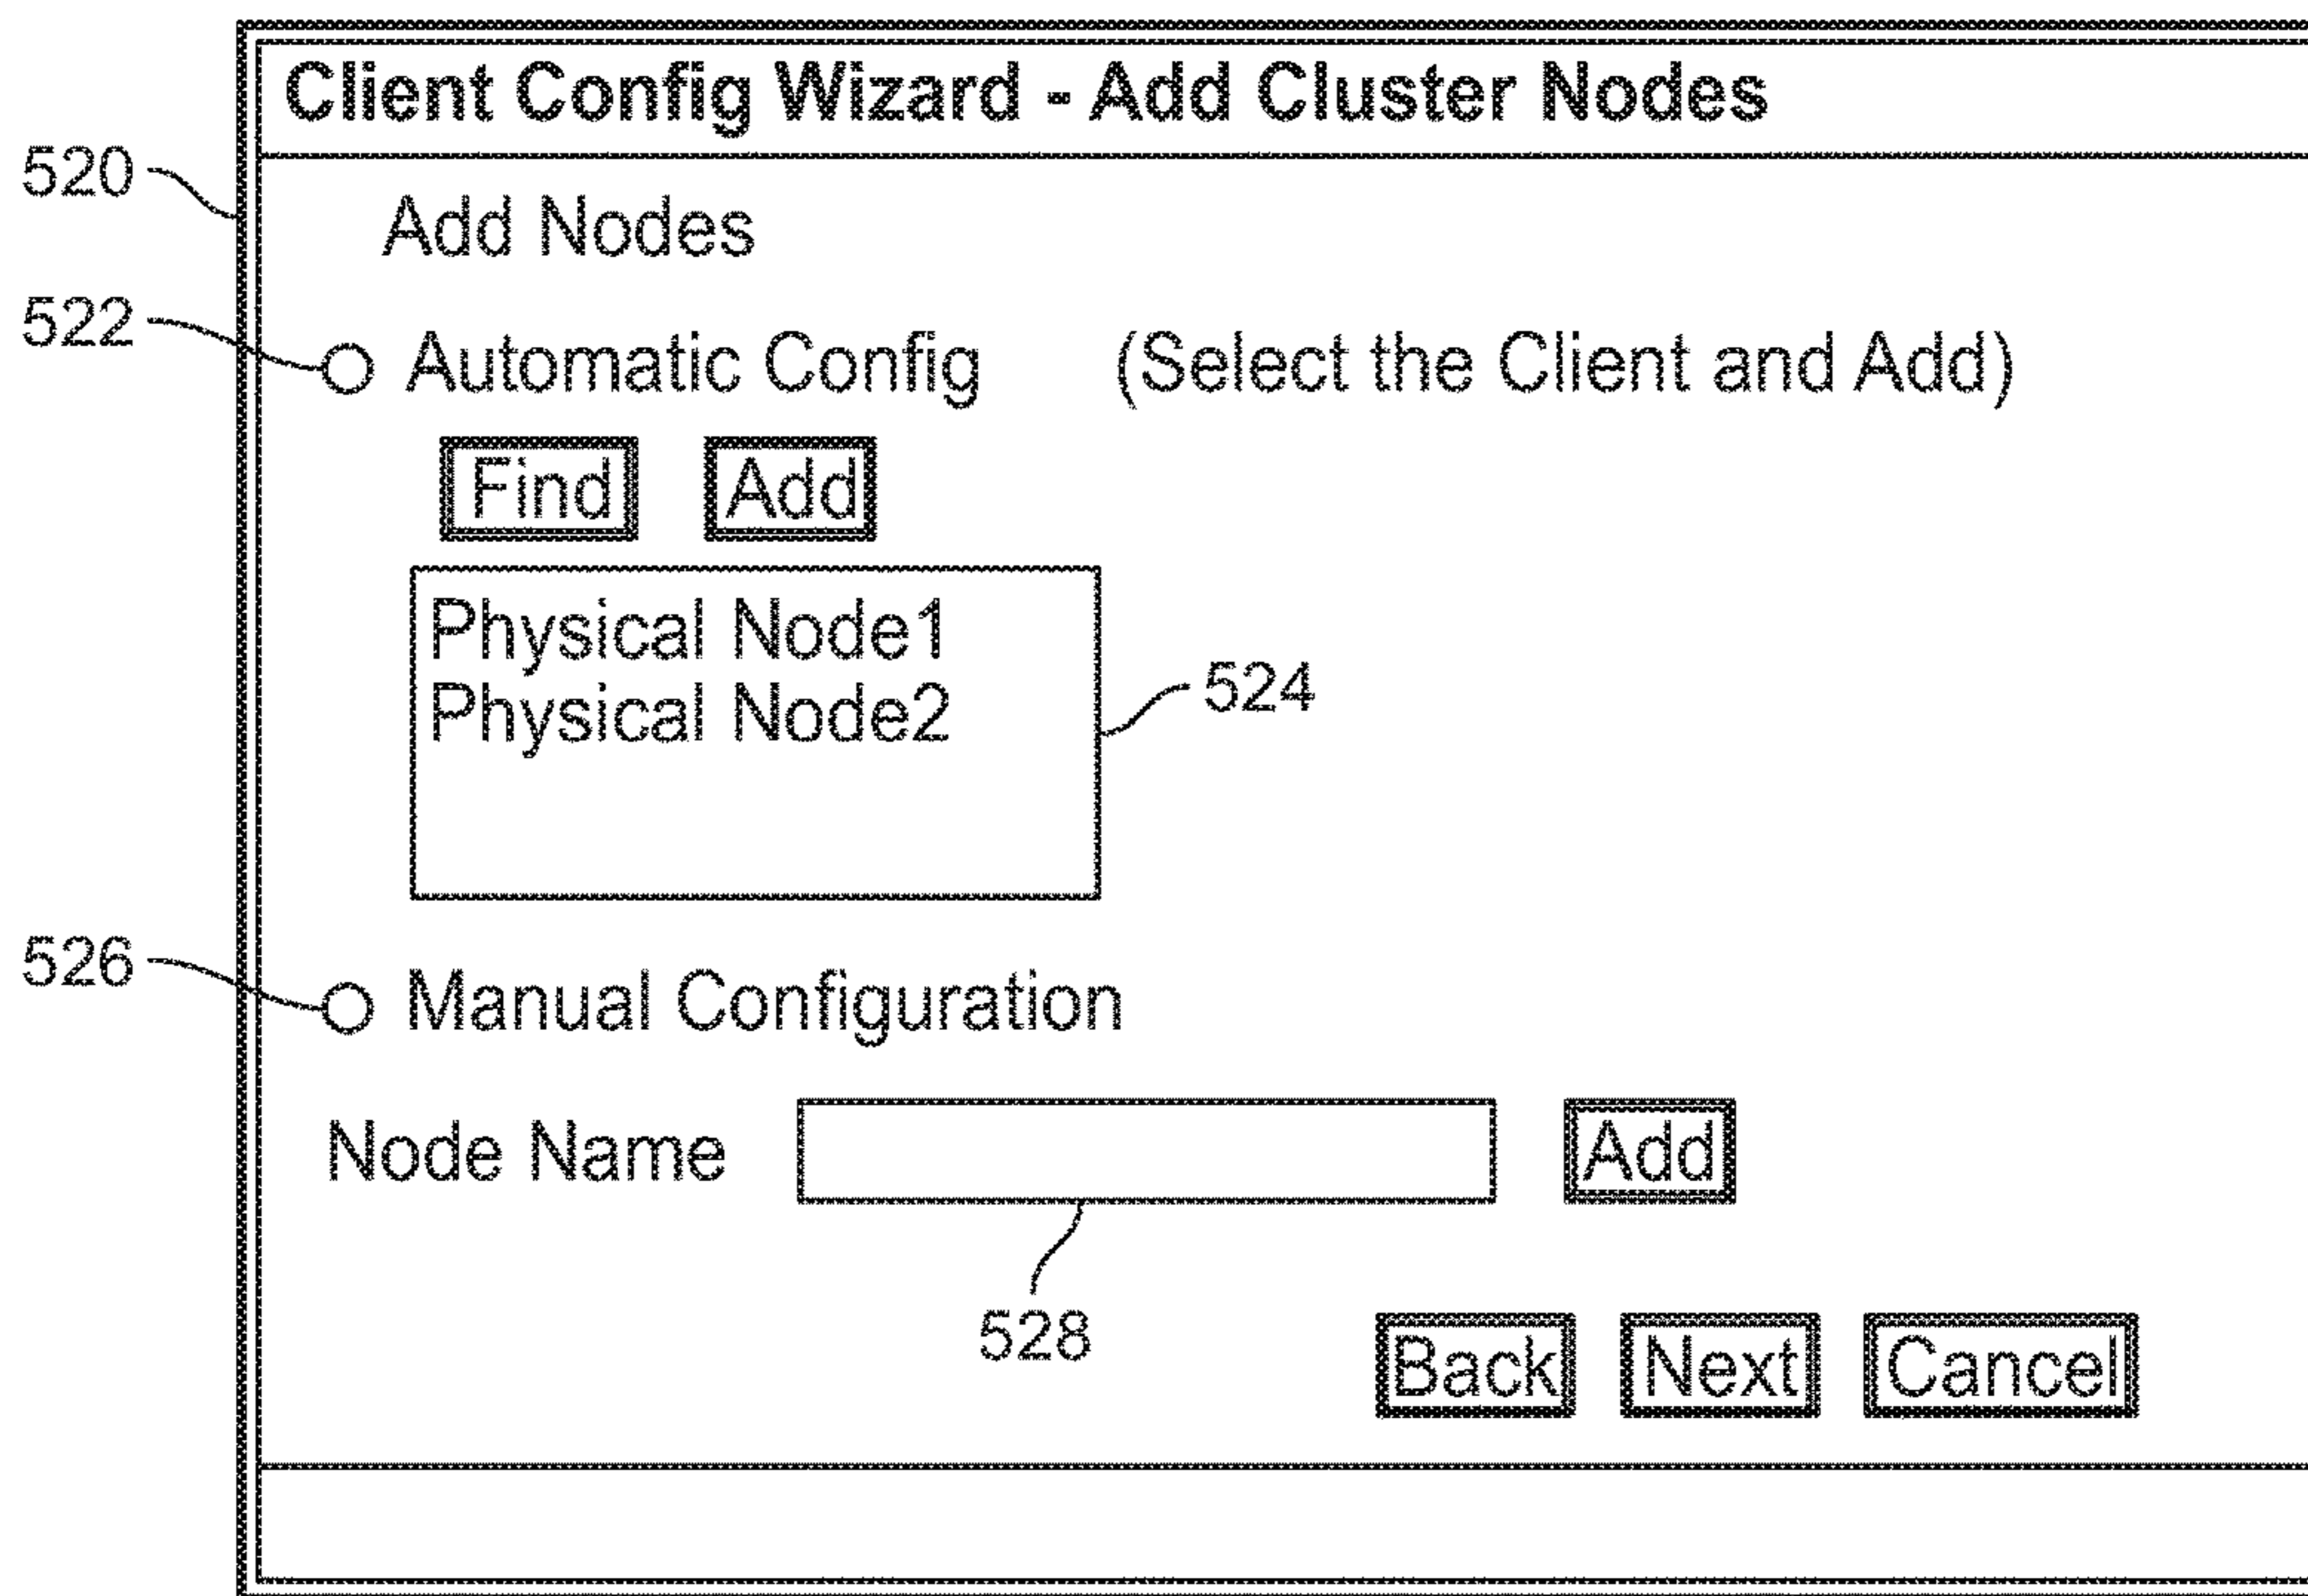 Client Config Wizard - Add Cluster Nodes
520
Add Nodes
522
Automatic Config (Select the Client and Add)
Find Add
Physical Node1
Physical Node2
524
526
Manual Configuration
Node Name Add
528
Back Next Cancel